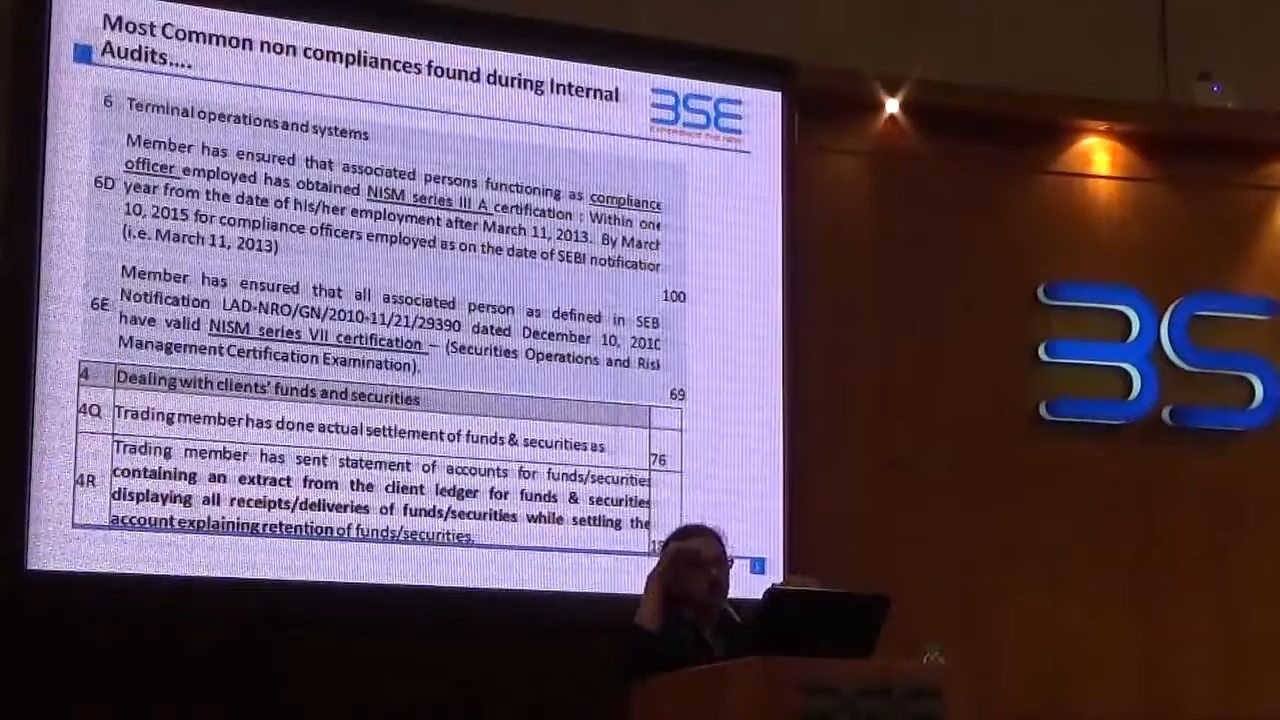 Most Common non compliances found during Internal
Audits....
BSE
EXPERIENCE THE NEW
6 Terminal operations and systems
Member has ensured that associated persons functioning as compliance
officer employed has obtained NISM series III A certification : Within one
6D year from the date of his/her employment after March 11, 2013. By March
10, 2015 for compliance officers employed as on the date of SEBI notification
(i.e. March 11, 2013)
100
Member has ensured that all associated person as defined in SEB
6E Notification LAD-NRO/GN/2010-11/21/29390 dated December 10, 2010
have valid NISM series VII certification – (Securities Operations and Risk
Management Certification Examination).
69
4 Dealing with clients' funds and securities
4Q Trading member has done actual settlement of funds & securities as
76
Trading member has sent statement of accounts for funds/securities
containing an extract from the client ledger for funds & securities
4R displaying all receipts/deliveries of funds/securities while settling the
account explaining retention of funds/securities.
BS